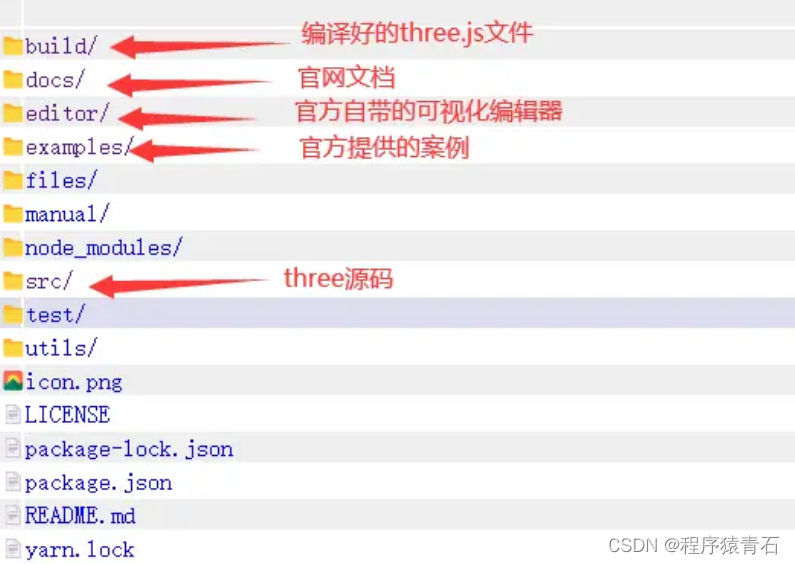 build/ 编译好的three.js文件
docs/ 官网文档
editor/ 官方自带的可视化编辑器
examples/ 官方提供的案例
files/
manual/
node_modules/
src/ three源码
test/
utils/
icon.png
LICENSE
package-lock.json
package.json
README.md
yarn.lock
CSDN @程序猿青石